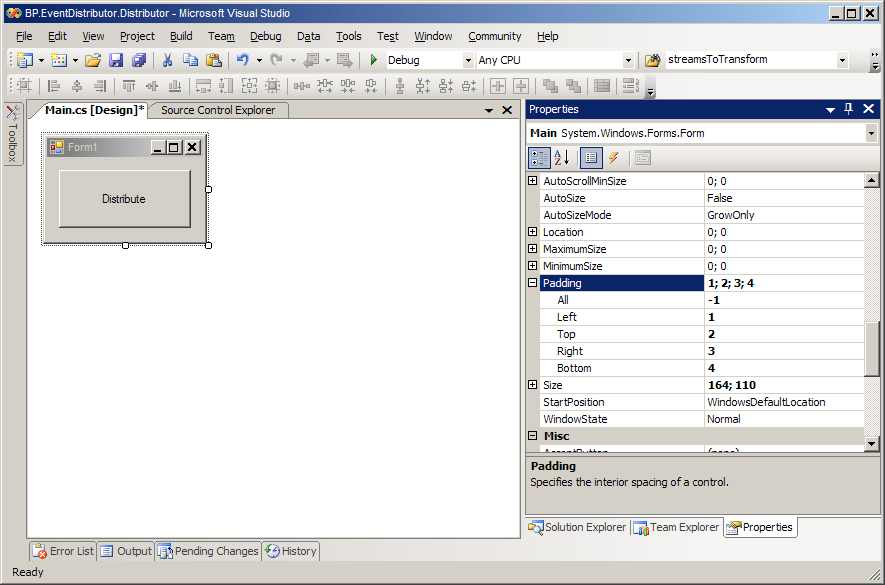 BP.EventDistributor.Distributor - Microsoft Visual Studio
File Edit View Project Build Team Debug Data Tools Test Window Community Help
Debug Any CPU streamsToTransform
Toolbox
Main.cs [Design]* Source Control Explorer
Form1
Distribute
Properties
Main System.Windows.Forms.Form
AutoScrollMinSize 0; 0
AutoSize False
AutoSizeMode GrowOnly
Location 0; 0
MaximumSize 0; 0
MinimumSize 0; 0
Padding 1; 2; 3; 4
All -1
Left 1
Top 2
Right 3
Bottom 4
Size 164; 110
StartPosition WindowsDefaultLocation
WindowState Normal
Misc
AcceptButton (none)
Padding
Specifies the interior spacing of a control.
Solution Explorer Team Explorer Properties
Error List Output Pending Changes History
Ready